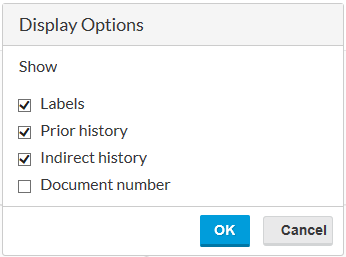 Display Options
Show
Labels
Prior history
Indirect history
Document number
OK Cancel